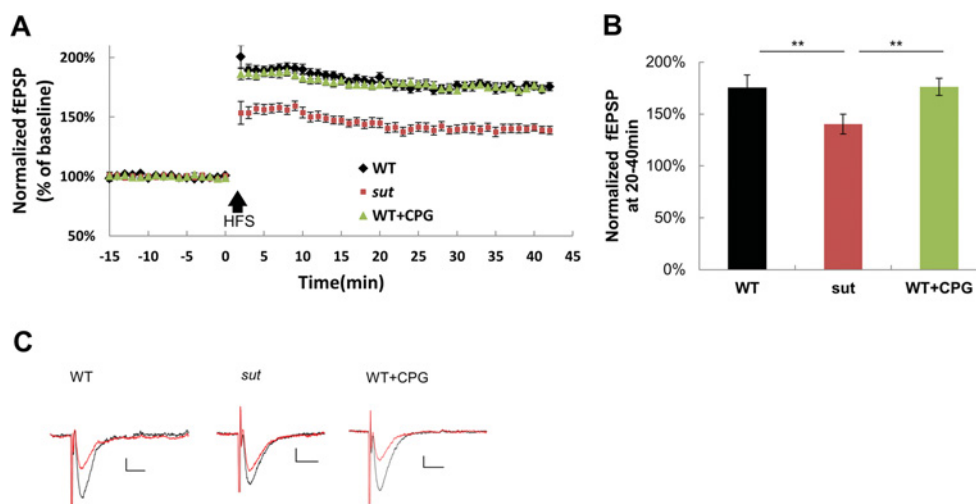 A
Normalized fEPSP
(% of baseline)
200%
150%
100%
50%
WT
sut
WT+CPG
HFS
-15 -10 -5 0 5 10 15 20 25 30 35 40 45
Time(min)
B
Normalized fEPSP
at 20-40min
** **
200%
150%
100%
50%
0%
WT sut WT+CPG
C
WT sut WT+CPG